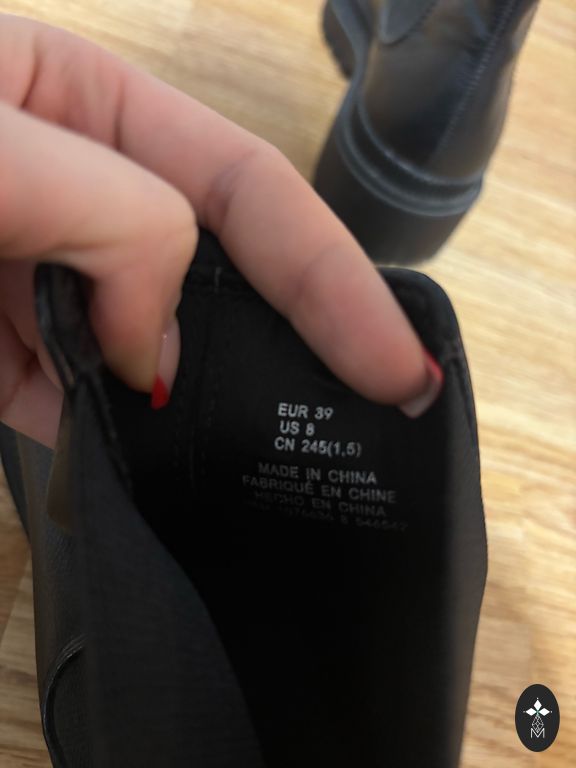 EUR 39
US 8
CN 245(1,5)
MADE IN CHINA
FABRIQUÉ EN CHINE
HECHO EN CHINA
M